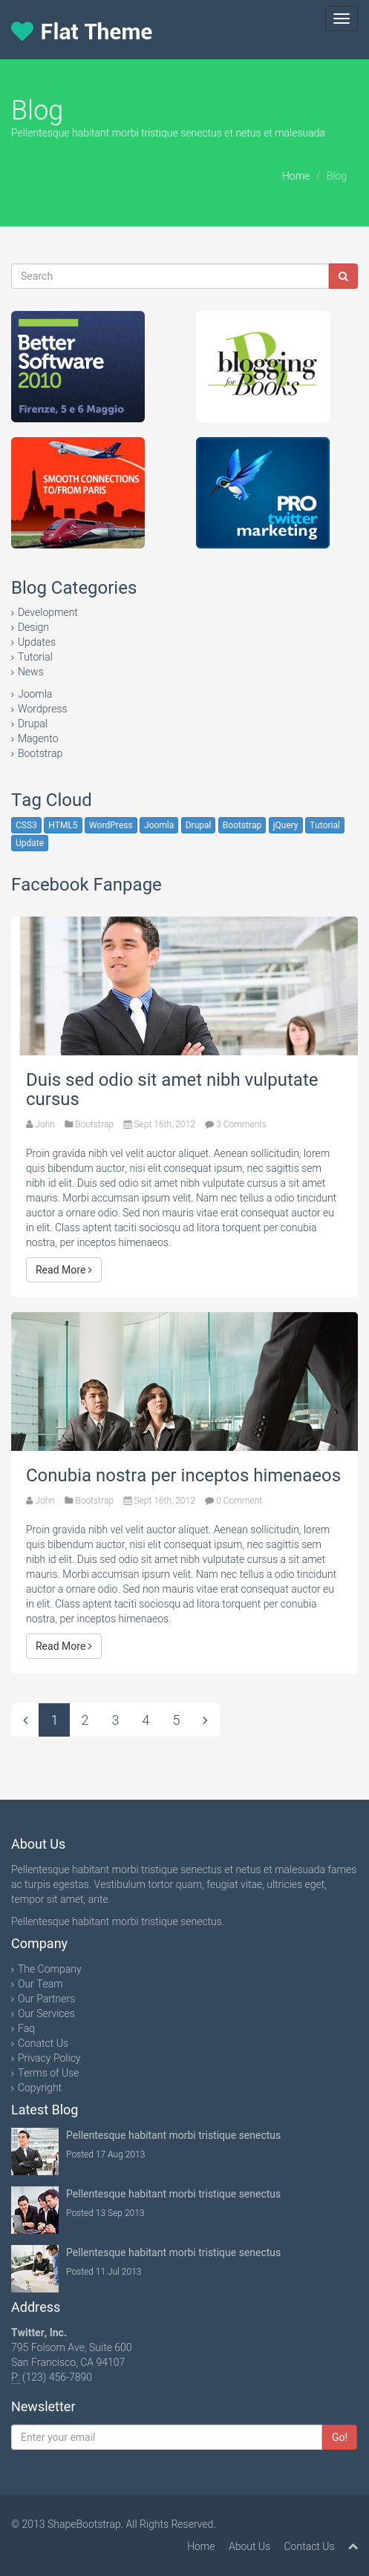 Flat Theme
Blog
Pellentesque habitant morbi tristique senectus et netus et malesuada
Home / Blog
Search
Better
Software
2010
Firenze, 5 e 6 Maggio
blogging
for BOOKS
SMOOTH CONNECTIONS
TO/FROM PARIS
PRO
twitter
marketing
Blog Categories
Development
Design
Updates
Tutorial
News
Joomla
Wordpress
Drupal
Magento
Bootstrap
Tag Cloud
CSS3 HTML5 WordPress Joomla Drupal Bootstrap jQuery Tutorial
Update
Facebook Fanpage
Duis sed odio sit amet nibh vulputate
cursus
John Bootstrap Sept 16th, 2012 3 Comments
Proin gravida nibh vel velit auctor aliquet. Aenean sollicitudin, lorem
quis bibendum auctor, nisi elit consequat ipsum, nec sagittis sem
nibh id elit. Duis sed odio sit amet nibh vulputate cursus a sit amet
mauris. Morbi accumsan ipsum velit. Nam nec tellus a odio tincidunt
auctor a ornare odio. Sed non mauris vitae erat consequat auctor eu
in elit. Class aptent taciti sociosqu ad litora torquent per conubia
nostra, per inceptos himenaeos.
Read More
Conubia nostra per inceptos himenaeos
John Bootstrap Sept 16th, 2012 0 Comment
Proin gravida nibh vel velit auctor aliquet. Aenean sollicitudin, lorem
quis bibendum auctor, nisi elit consequat ipsum, nec sagittis sem
nibh id elit. Duis sed odio sit amet nibh vulputate cursus a sit amet
mauris. Morbi accumsan ipsum velit. Nam nec tellus a odio tincidunt
auctor a ornare odio. Sed non mauris vitae erat consequat auctor eu
in elit. Class aptent taciti sociosqu ad litora torquent per conubia
nostra, per inceptos himenaeos.
Read More
1 2 3 4 5
About Us
Pellentesque habitant morbi tristique senectus et netus et malesuada fames
ac turpis egestas. Vestibulum tortor quam, feugiat vitae, ultricies eget,
tempor sit amet, ante.
Pellentesque habitant morbi tristique senectus.
Company
The Company
Our Team
Our Partners
Our Services
Faq
Conatct Us
Privacy Policy
Terms of Use
Copyright
Latest Blog
Pellentesque habitant morbi tristique senectus
Posted 17 Aug 2013
Pellentesque habitant morbi tristique senectus
Posted 13 Sep 2013
Pellentesque habitant morbi tristique senectus
Posted 11 Jul 2013
Address
Twitter, Inc.
795 Folsom Ave, Suite 600
San Francisco, CA 94107
P: (123) 456-7890
Newsletter
Enter your email Go!
© 2013 ShapeBootstrap. All Rights Reserved.
Home About Us Contact Us